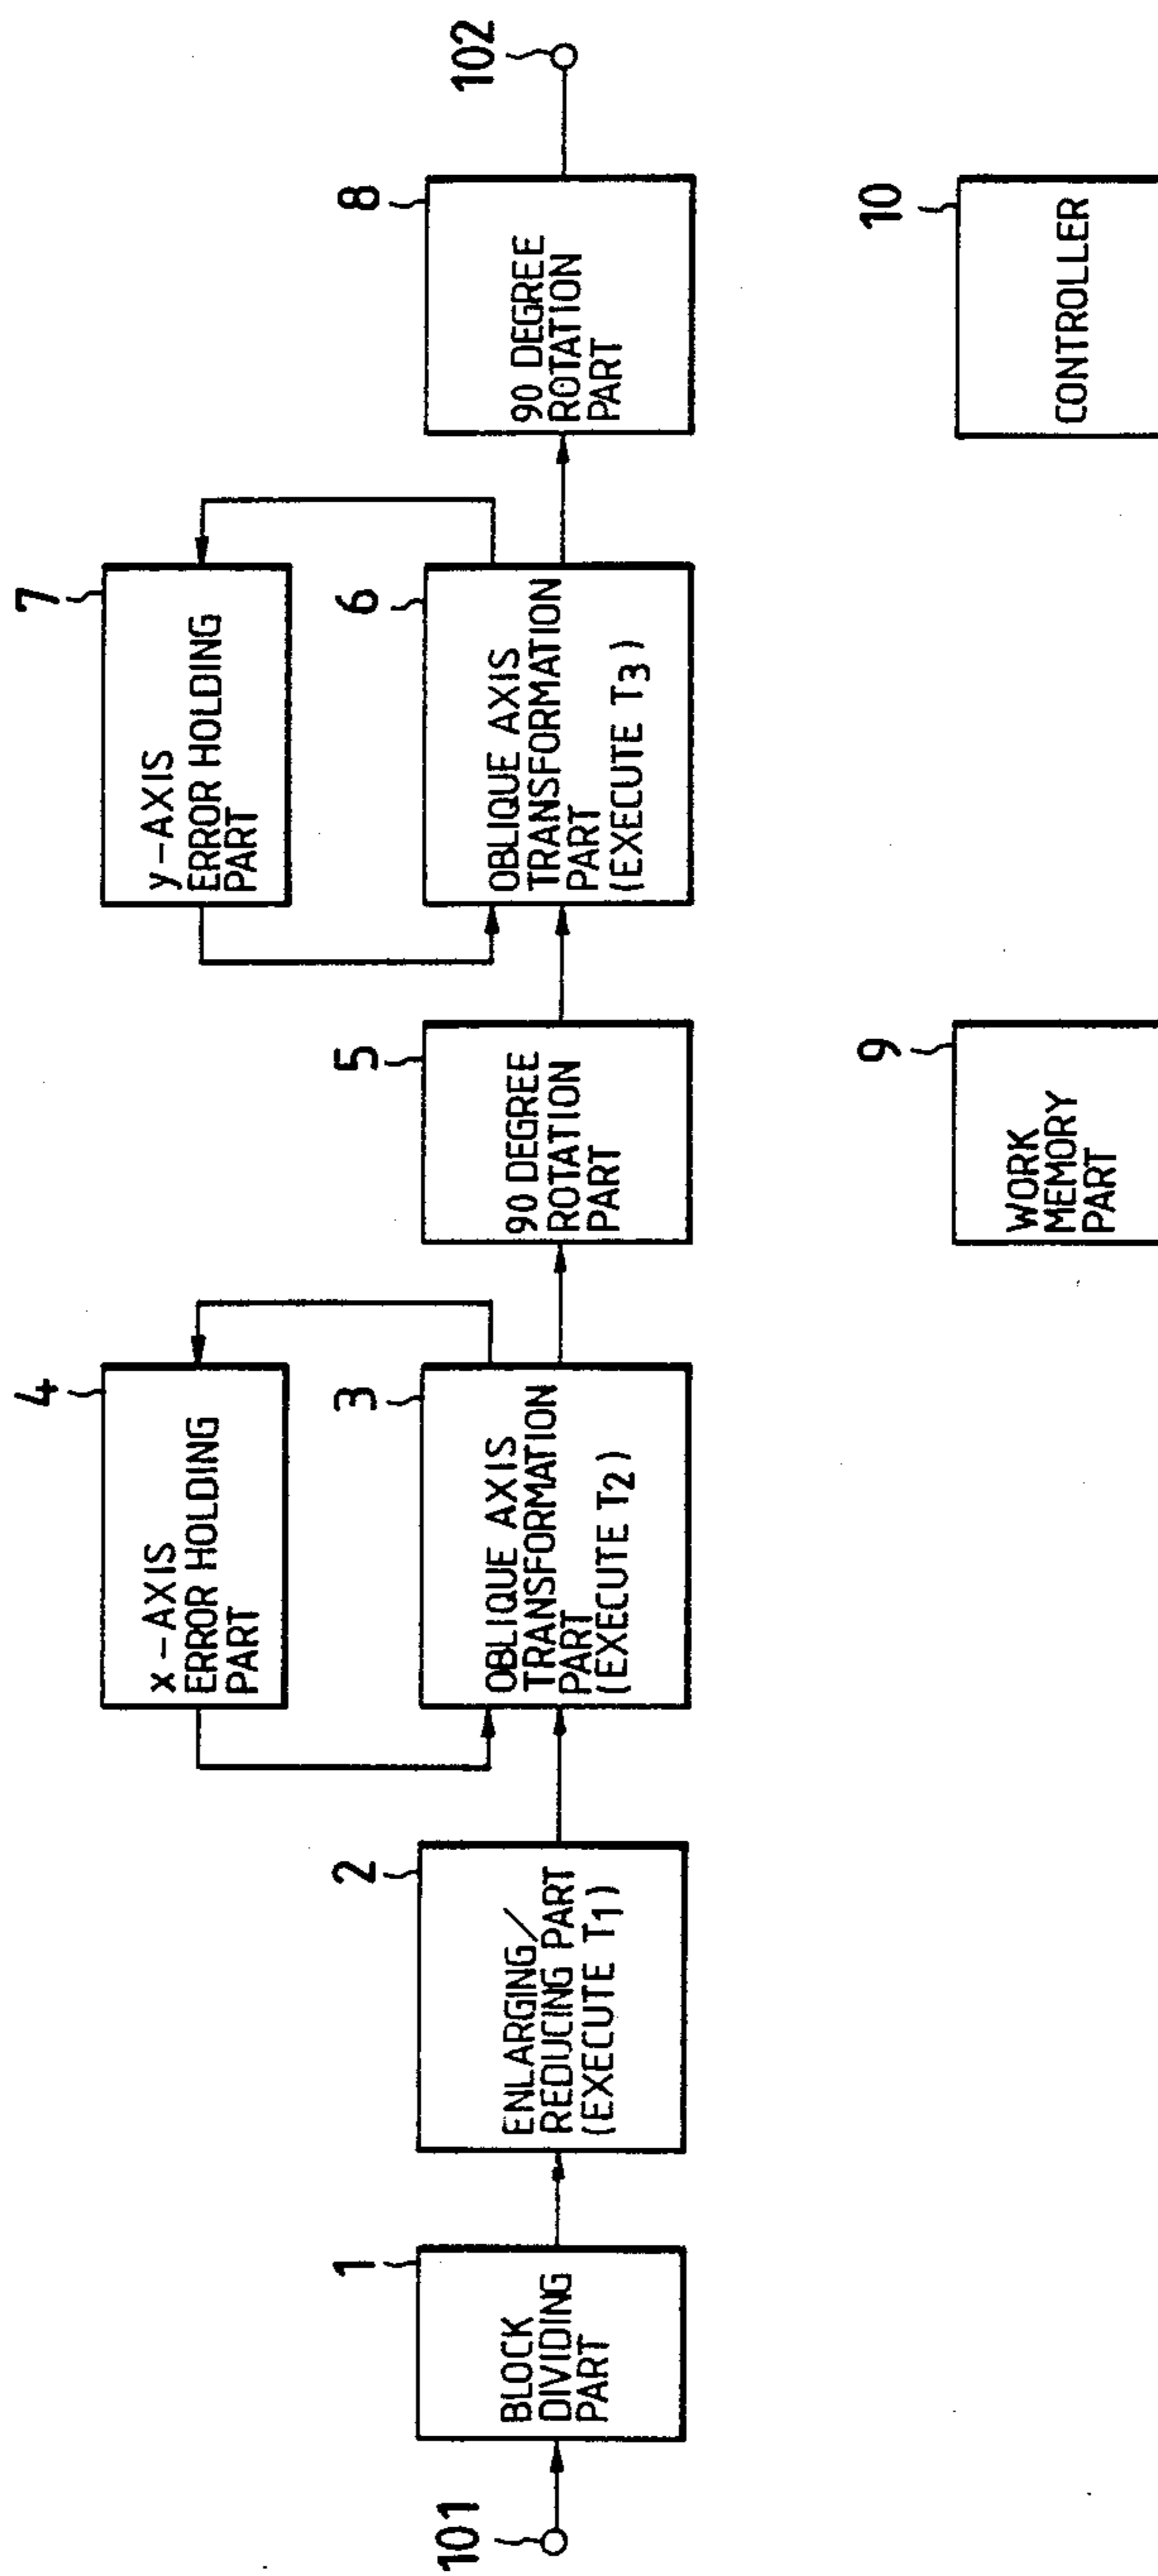 101
1
BLOCK
DIVIDING
PART
2
ENLARGING/
REDUCING PART
(EXECUTE T1)
4
x-AXIS
ERROR HOLDING
PART
3
OBLIQUE AXIS
TRANSFORMATION
PART
(EXECUTE T2)
5
90 DEGREE
ROTATION
PART
7
y-AXIS
ERROR HOLDING
PART
6
OBLIQUE AXIS
TRANSFORMATION
PART
(EXECUTE T3)
8
90 DEGREE
ROTATION
PART
102
9
WORK
MEMORY
PART
10
CONTROLLER